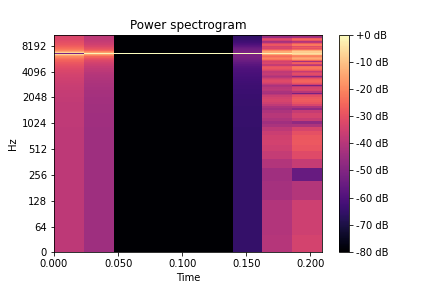 Power spectrogram
Hz
8192
4096
2048
1024
512
256
128
64
0
0.000 0.050 0.100 0.150 0.200
Time
+0 dB
-10 dB
-20 dB
-30 dB
-40 dB
-50 dB
-60 dB
-70 dB
-80 dB